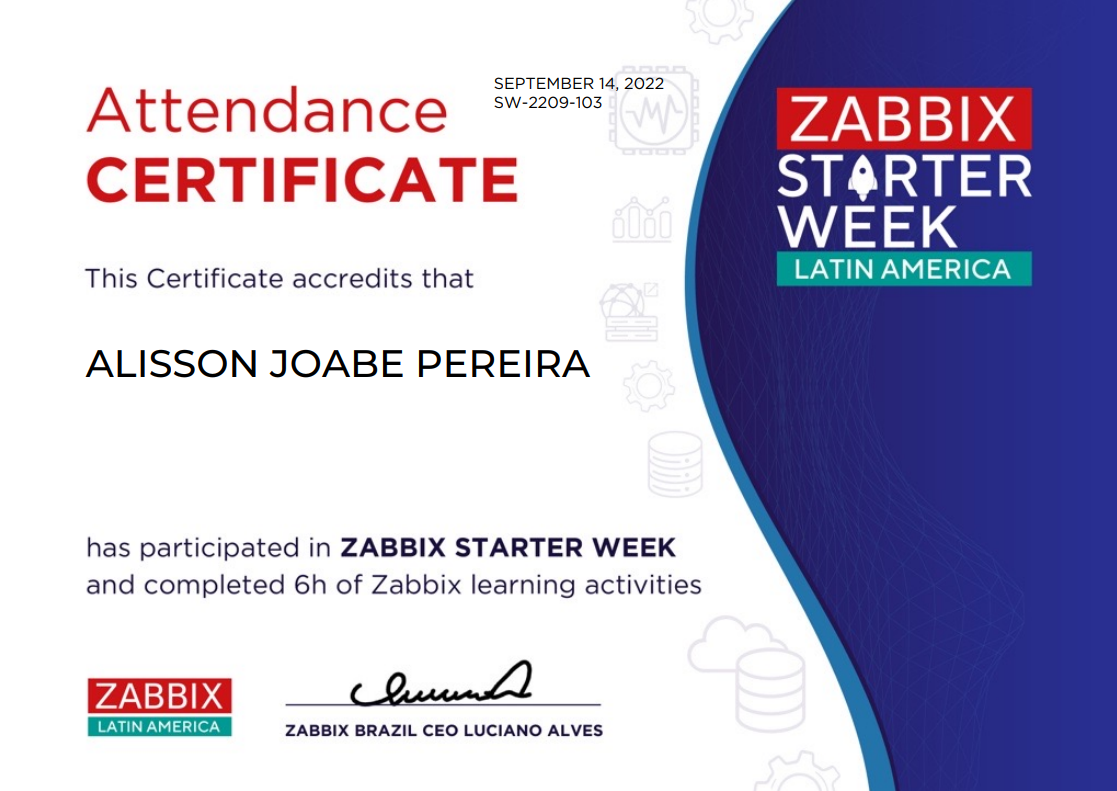 Attendance
CERTIFICATE
SEPTEMBER 14, 2022
SW-2209-103
ZABBIX
STARTER
WEEK
LATIN AMERICA
This Certificate accredits that
ALISSON JOABE PEREIRA
has participated in ZABBIX STARTER WEEK
and completed 6h of Zabbix learning activities
ZABBIX
LATIN AMERICA
ZABBIX BRAZIL CEO LUCIANO ALVES